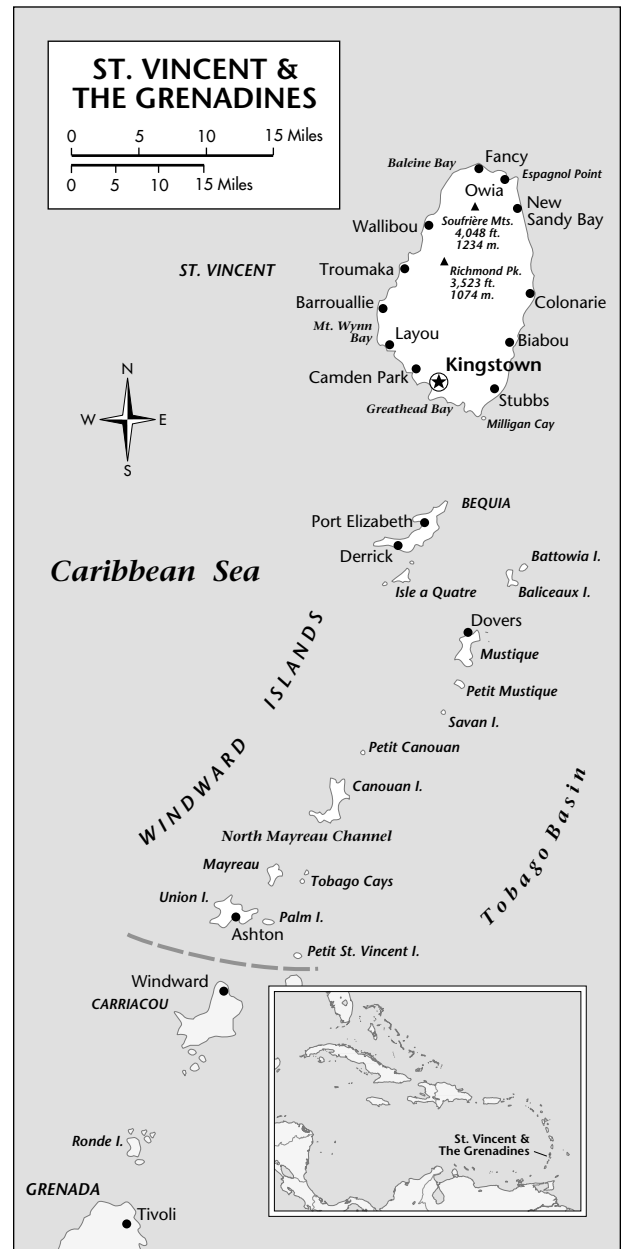 ST. VINCENT &
THE GRENADINES
0 5 10 15 Miles
0 5 10 15 Miles
Baleine Bay
Fancy
Espagnol Point
Owia
New
Sandy Bay
Soufrière Mts.
4,048 ft.
1234 m.
Wallibou
ST. VINCENT
Troumaka
Richmond Pk.
3,523 ft.
1074 m.
Barrouallie
Colonarie
Mt. Wynn
Bay
Layou
Biabou
Kingstown
Camden Park
Stubbs
Greathead Bay
Milligan Cay
N
W E
S
BEQUIA
Port Elizabeth
Derrick
Battowia I.
Caribbean Sea
Isle a Quatre
Baliceaux I.
Dovers
Mustique
Petit Mustique
Savan I.
WINDWARD ISLANDS
Petit Canouan
Canouan I.
Tobago Basin
North Mayreau Channel
Mayreau
Tobago Cays
Union I.
Palm I.
Ashton
Petit St. Vincent I.
Windward
CARRIACOU
Ronde I.
St. Vincent &
The Grenadines
GRENADA
Tivoli